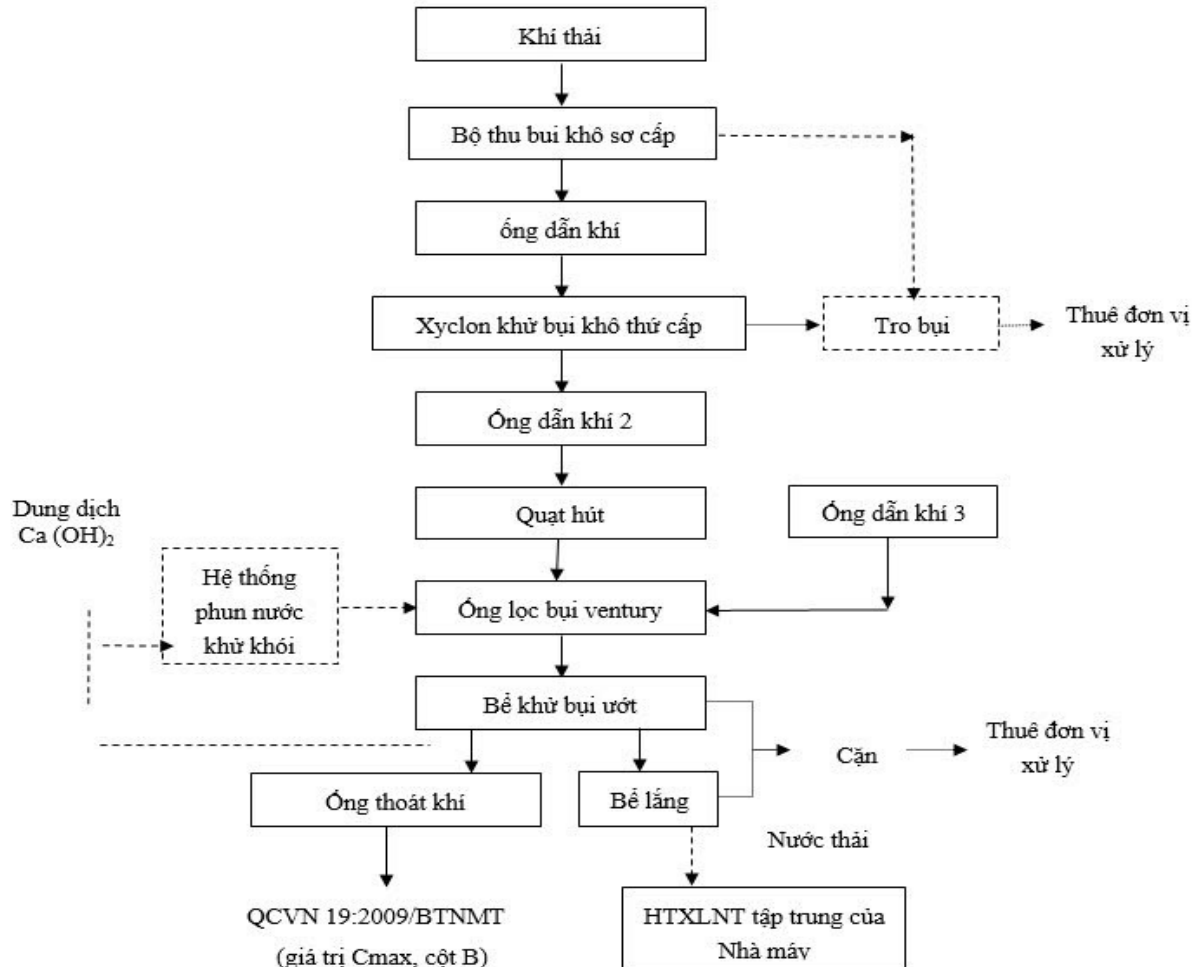 Khí thải
Bộ thu bui khô sơ cấp
ống dẫn khí
Xyclon khử bụi khô thứ cấp
Tro bụi
Thuê đơn vị
xử lý
Ống dẫn khí 2
Dung dịch
Ca (OH)₂
Quạt hút
Ống dẫn khí 3
Hệ thống
phun nước
khử khói
Ống lọc bụi ventury
Bể khử bụi ướt
Cặn
Thuê đơn vị
xử lý
Ống thoát khí
Bể lắng
Nước thải
QCVN 19:2009/BTNMT
(giá trị Cmax, cột B)
HTXLNT tập trung của
Nhà máy